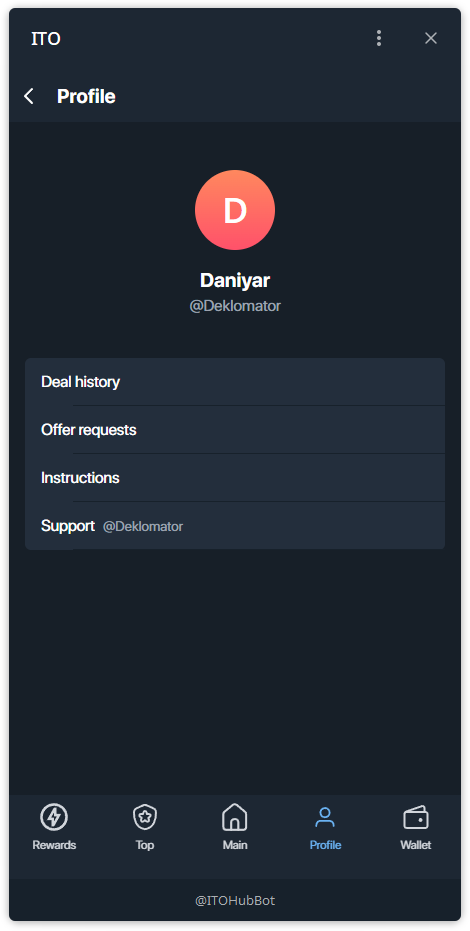 ITO
Profile
D
Daniyar
@Deklomator
Deal history
Offer requests
Instructions
Support @Deklomator
Rewards Top Main Profile Wallet
@ITOHubBot